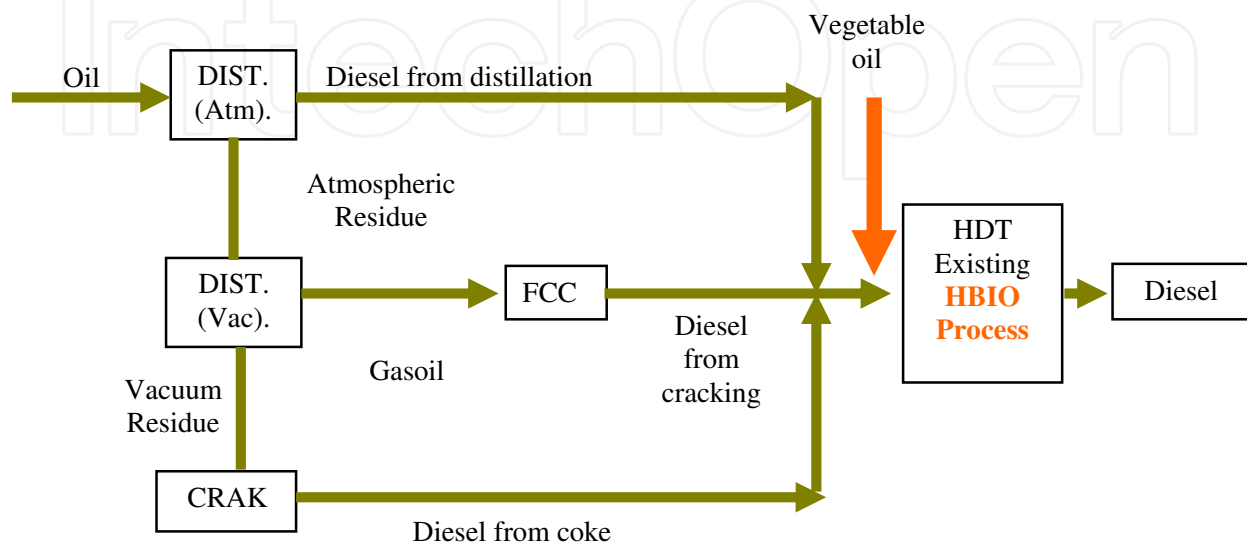 IntechOpen
Vegetable
oil
Oil
DIST.
(Atm).
Diesel from distillation
Atmospheric
Residue
HDT
Existing
HBIO
Process
Diesel
DIST.
(Vac).
FCC
Gasoil
Diesel
from
cracking
Vacuum
Residue
CRAK
Diesel from coke